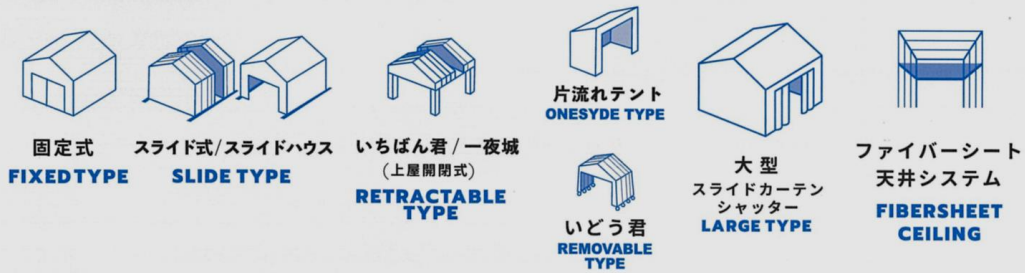 固定式
FIXED TYPE
スライド式/スライドハウス
SLIDE TYPE
いちばん君/一夜城
(上屋開閉式)
RETRACTABLE
TYPE
片流れテント
ONESYDE TYPE
いどう君
REMOVABLE
TYPE
大型
スライドカーテン
シャッター
LARGE TYPE
ファイバーシート
天井システム
FIBERSHEET
CEILING